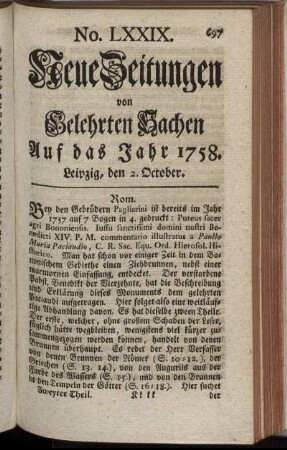 No. LXXIX.
697
Neue Zeitungen
von
Gelehrten Sachen
Auf das Jahr 1758.
Leipzig, den 2. October.
Rom.
Bey den Gebrüdern Pagliarini ist bereits im Jahr
1757 auf 7 Bogen in 4. gedruckt: Puteus sacer
agri Bononiensis. Iussu sanctissimi domini nostri Be-
nedicti XIV. P. M. commentario illustratus a Paullo
Maria Paciaudio, C. R. Sac. Equ. Ord. Hierosol. Hi-
storico. Man hat schon vor einiger Zeit in dem Bo-
nonischen Gebiethe einen Ziehbrunnen, nebst einer
marmornen Einfassung, entdecket. Der verstorbene
Pabst, Benedikt der Vierzehnte, hat die Beschreibung
und Erklärung dieses Monuments dem gelehrten
Paciaudi aufgetragen. Hier folget also eine weitläuf-
tige Abhandlung davon. Es hat dieselbe zween Theile.
Der erste, welcher, ohne großen Schaden der Leser,
füglich hätte wegbleiben, wenigstens viel kürzer zu-
sammengezogen werden können, handelt von denen
Brunnen überhaupt. Es redet der Herr Verfasser
von denen Brunnen der Römer (S. 10-12.), der
Griechen (S. 13. 14.), von den Auguriis aus der
Farbe des Wassers (S. 15.), und von den Brunnen
in den Tempeln der Götter (S. 16-18.). Hier suchet
Zweyter Theil. Kkkk der